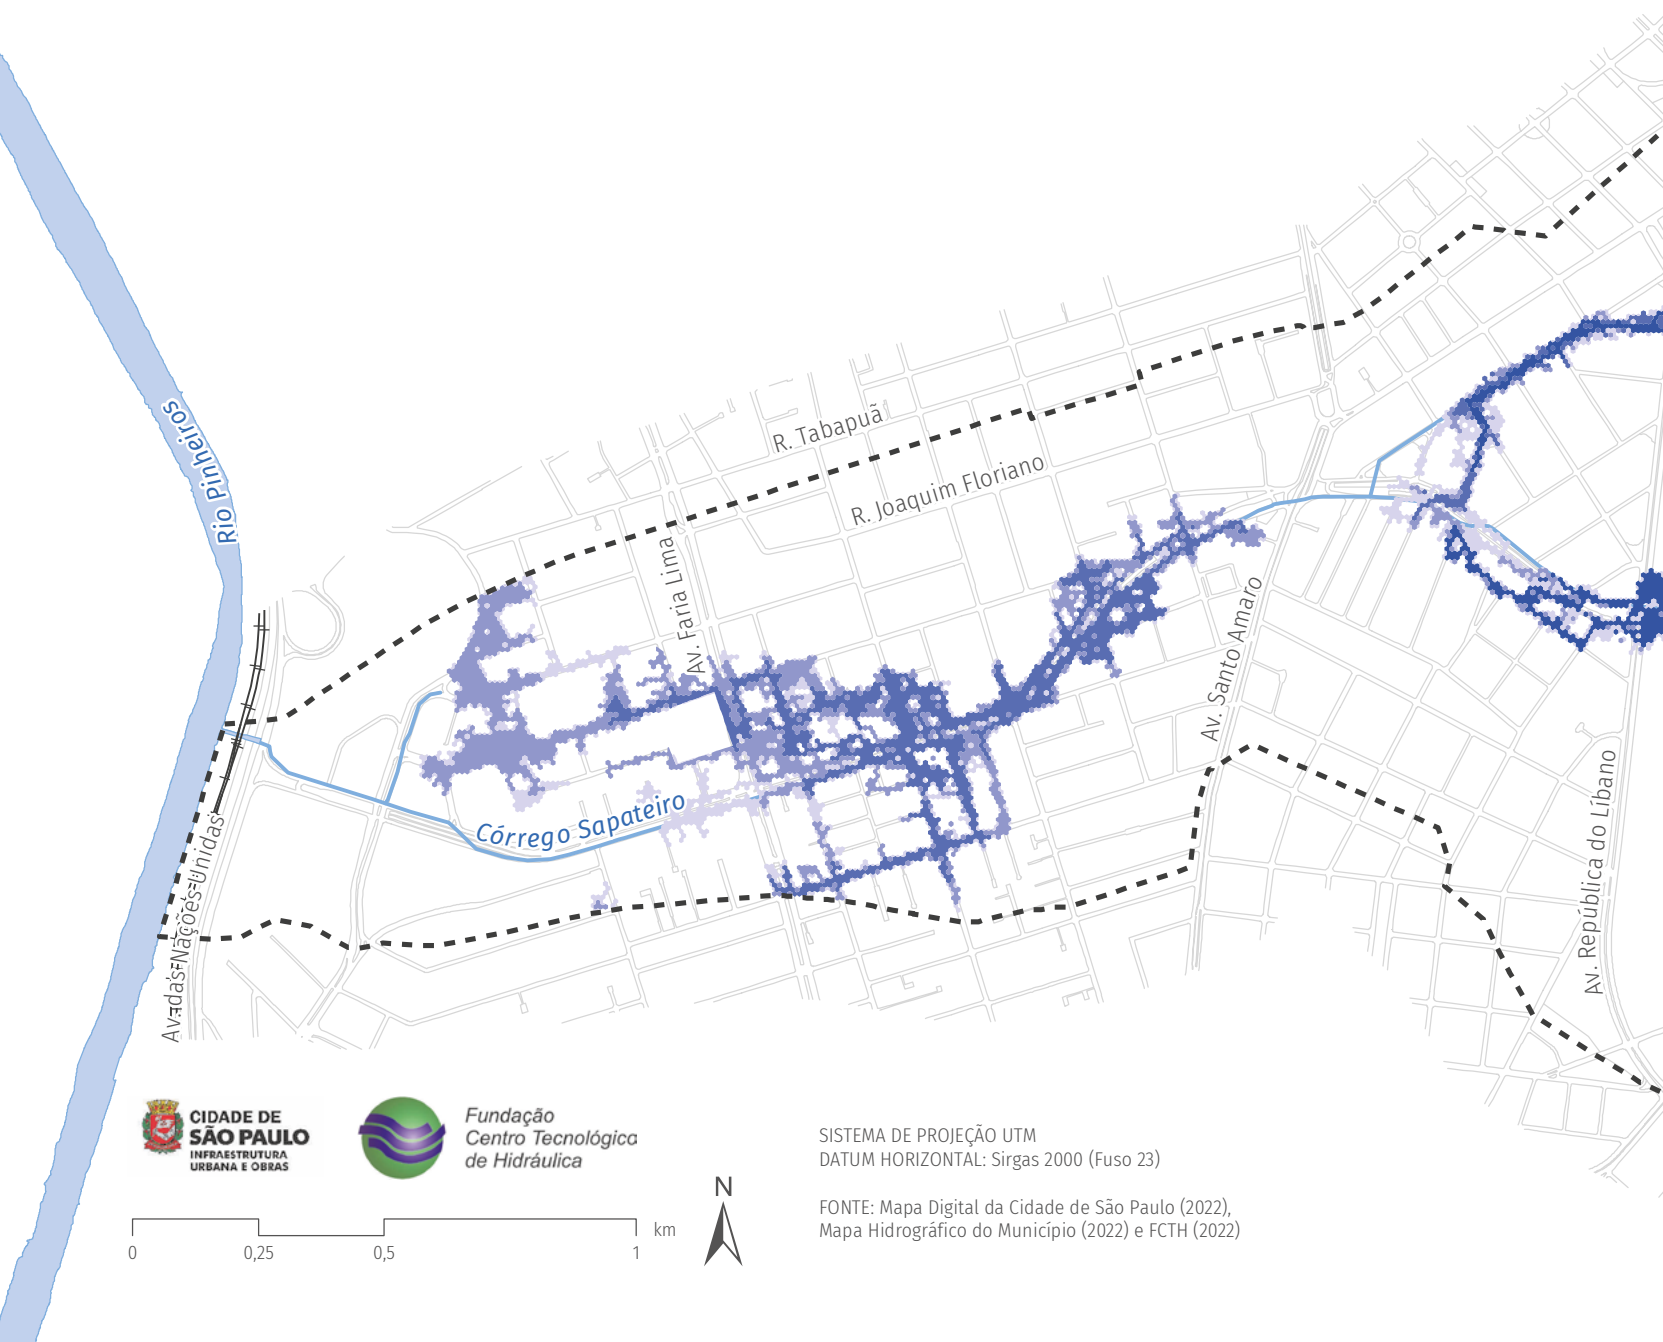 Rio Pinheiros
R. Tabapuã
R. Joaquim Floriano
Av. Faria Lima
Av. Santo Amaro
Av. República do Líbano
Córrego Sapateiro
Av. das Nações Unidas
CIDADE DE
SÃO PAULO
INFRAESTRUTURA
URBANA E OBRAS
Fundação
Centro Tecnológico
de Hidráulica
N
km
0
0,25
0,5
1
SISTEMA DE PROJEÇÃO UTM
DATUM HORIZONTAL: Sirgas 2000 (Fuso 23)
FONTE: Mapa Digital da Cidade de São Paulo (2022),
Mapa Hidrográfico do Município (2022) e FCTH (2022)